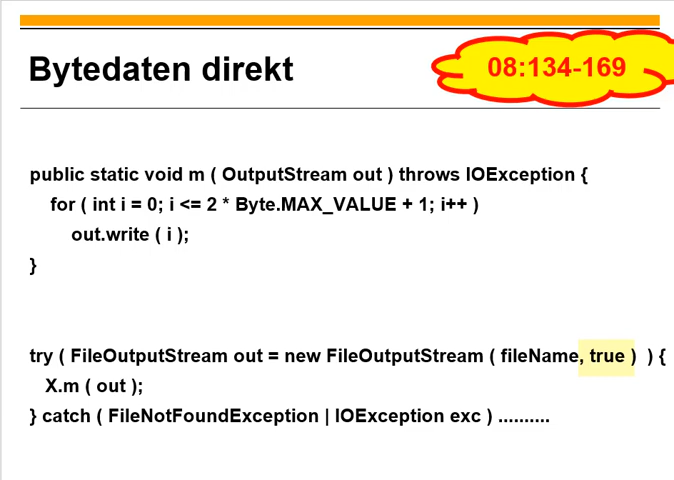 Bytedaten direkt
08:134-169
public static void m ( OutputStream out ) throws IOException {
for ( int i = 0; i <= 2 * Byte.MAX_VALUE + 1; i++ )
out.write ( i );
}
try ( FileOutputStream out = new FileOutputStream ( fileName, true ) ) {
X.m ( out );
} catch ( FileNotFoundException | IOException exc ) ..........